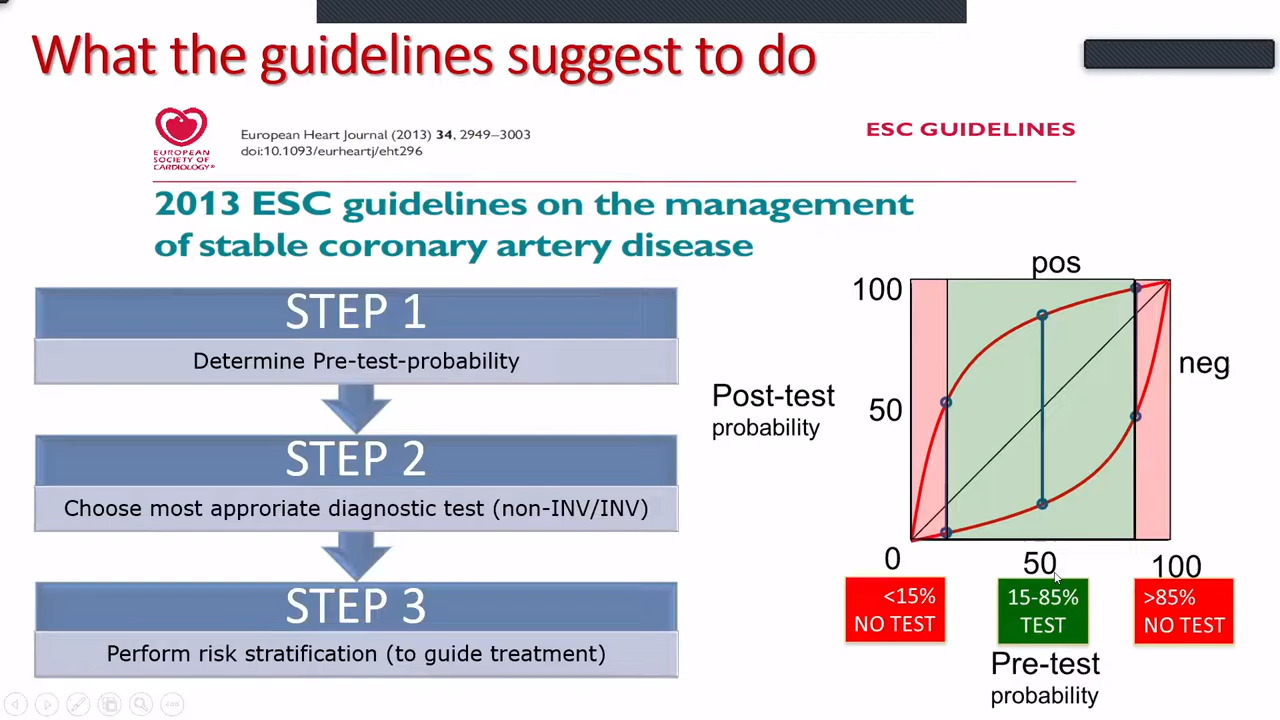 What the guidelines suggest to do
EUROPEAN
SOCIETY OF
CARDIOLOGY®
European Heart Journal (2013) 34, 2949–3003
doi:10.1093/eurheartj/eht296
ESC GUIDELINES
2013 ESC guidelines on the management
of stable coronary artery disease
STEP 1
Determine Pre-test-probability
STEP 2
Choose most approriate diagnostic test (non-INV/INV)
STEP 3
Perform risk stratification (to guide treatment)
pos
100
neg
Post-test
probability
50
0
50
100
<15%
NO TEST
15-85%
TEST
>85%
NO TEST
Pre-test
probability